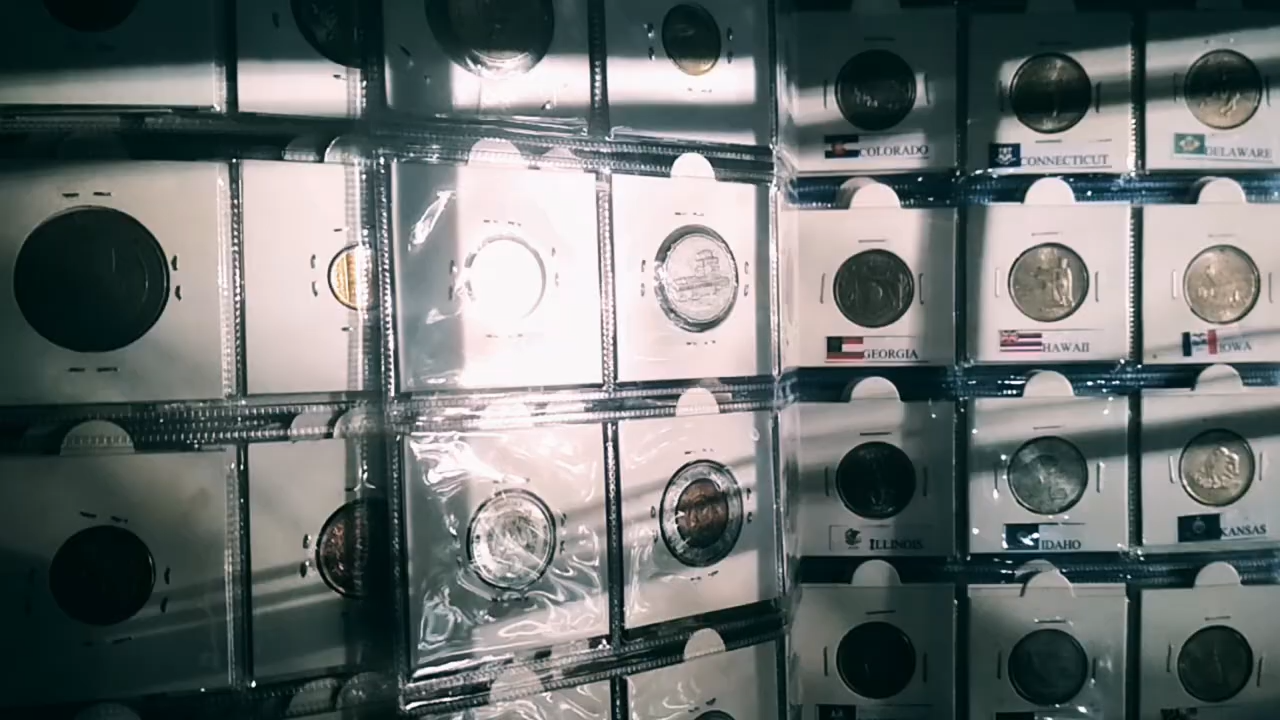 COLORADO
CONNECTICUT
DELAWARE
GEORGIA
HAWAII
IOWA
ILLINOIS
IDAHO
KANSAS